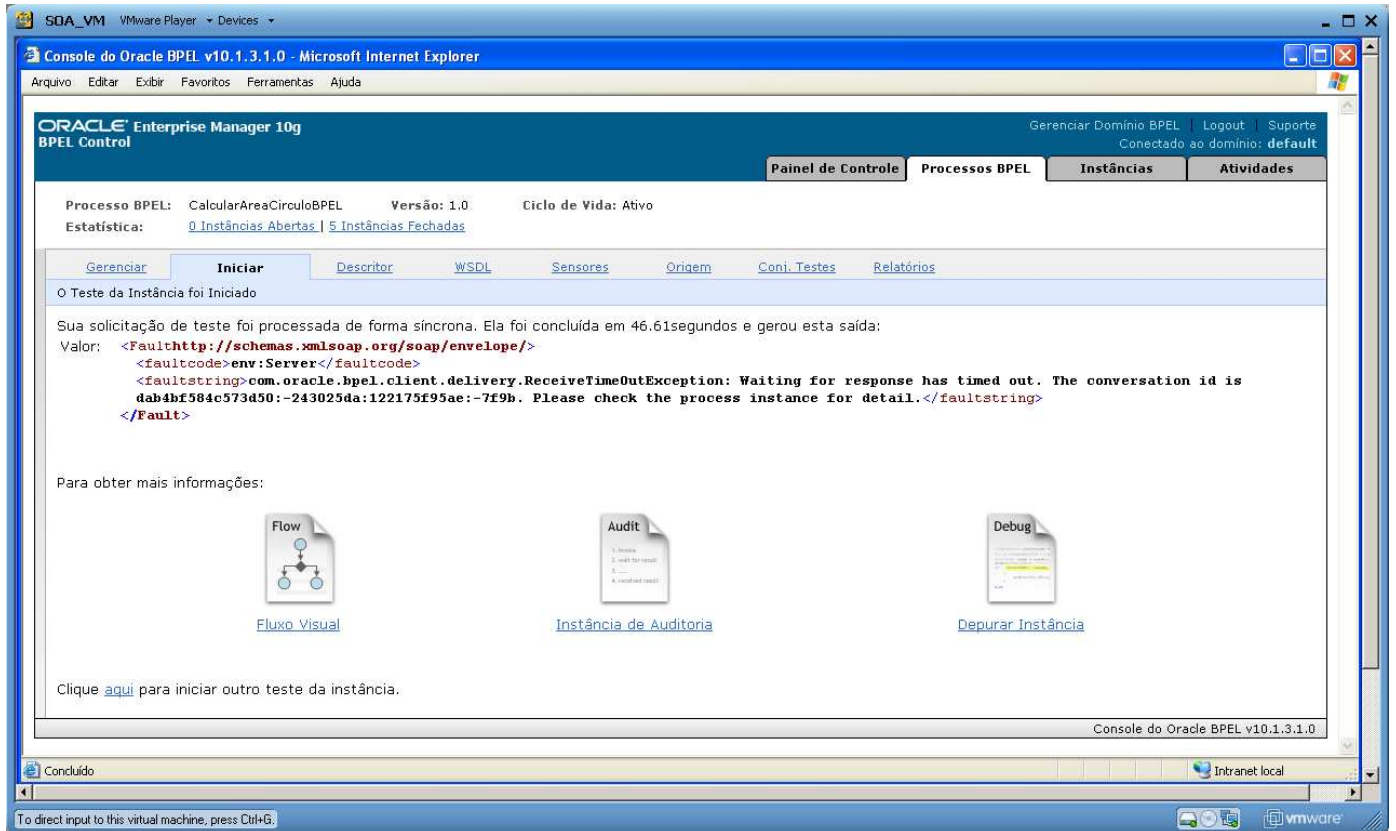 SOA_VM VMware Player Devices
Console do Oracle BPEL v10.1.3.1.0 - Microsoft Internet Explorer
Arquivo Editar Exibir Favoritos Ferramentas Ajuda
ORACLE Enterprise Manager 10g
BPEL Control
Gerenciar Domínio BPEL | Logout | Suporte
Conectado ao domínio: default
Painel de Controle Processos BPEL Instâncias Atividades
Processo BPEL: CalcularAreaCirculoBPEL Versão: 1.0 Ciclo de Vida: Ativo
Estatística: 0 Instâncias Abertas | 5 Instâncias Fechadas
Gerenciar Iniciar Descritor WSDL Sensores Origem Conj. Testes Relatórios
O Teste da Instância foi Iniciado
Sua solicitação de teste foi processada de forma síncrona. Ela foi concluída em 46.61segundos e gerou esta saída:
Valor: <Faulthttp://schemas.xmlsoap.org/soap/envelope/>
<faultcode>env:Server</faultcode>
<faultstring>com.oracle.bpel.client.delivery.ReceiveTimeOutException: Waiting for response has timed out. The conversation id is
dab4bf584c573d50:-243025da:122175f95ae:-7f9b. Please check the process instance for detail.</faultstring>
</Fault>
Para obter mais informações:
Flow Audit Debug
Fluxo Visual Instância de Auditoria Depurar Instância
Clique aqui para iniciar outro teste da instância.
Console do Oracle BPEL v10.1.3.1.0
Concluído Intranet local
To direct input to this virtual machine, press Ctrl+G. vmware